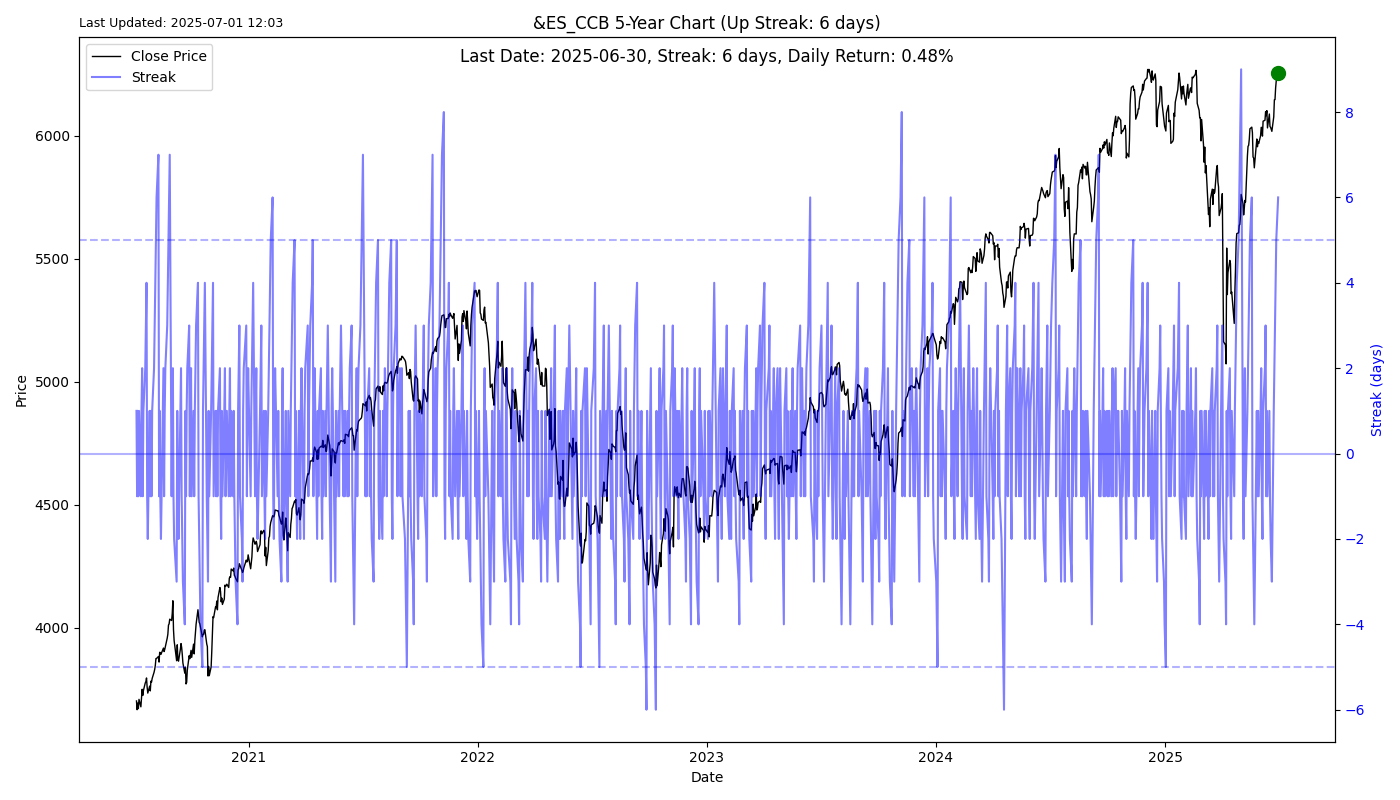 Last Updated: 2025-07-01 12:03
&ES_CCB 5-Year Chart (Up Streak: 6 days)
Last Date: 2025-06-30, Streak: 6 days, Daily Return: 0.48%
Close Price
Streak
6000
5500
5000
4500
4000
Price
8
6
4
2
0
−2
−4
−6
Streak (days)
2021
2022
2023
2024
2025
Date